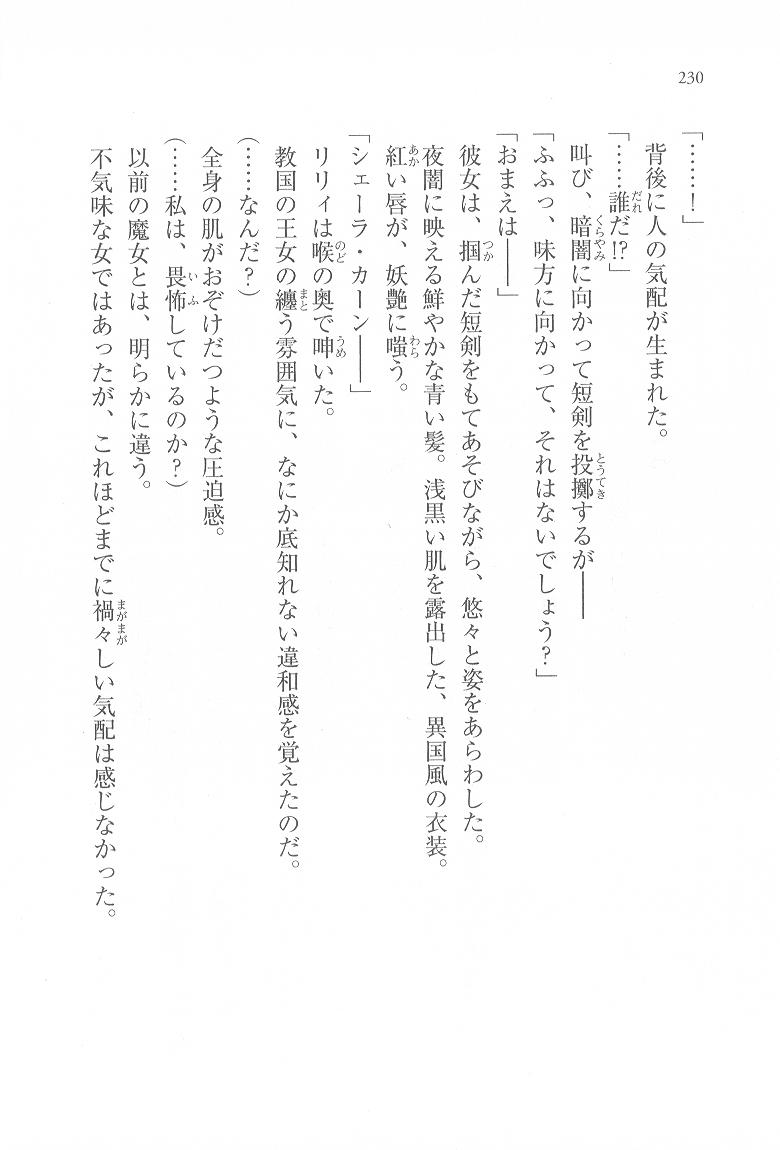 230
「……！」
背後に人の気配が生まれた。
「……誰だ!?」
叫び、暗闇に向かって短剣を投擲するが――
「ふふっ、味方に向かって、それはないでしょう？」
「おまえは――」
彼女は、掴んだ短剣をもてあそびながら、悠々と姿をあらわした。
夜闇に映える鮮やかな青い髪。浅黒い肌を露出した、異国風の衣装。
紅い唇が、妖艶に嗤う。
「シェーラ・カーン――」
リリィは喉の奥で呻いた。
教国の王女の纏う雰囲気に、なにか底知れない違和感を覚えたのだ。
（……なんだ？）
全身の肌がおぞけだつような圧迫感。
（……私は、畏怖しているのか？）
以前の魔女とは、明らかに違う。
不気味な女ではあったが、これほどまでに禍々しい気配は感じなかった。